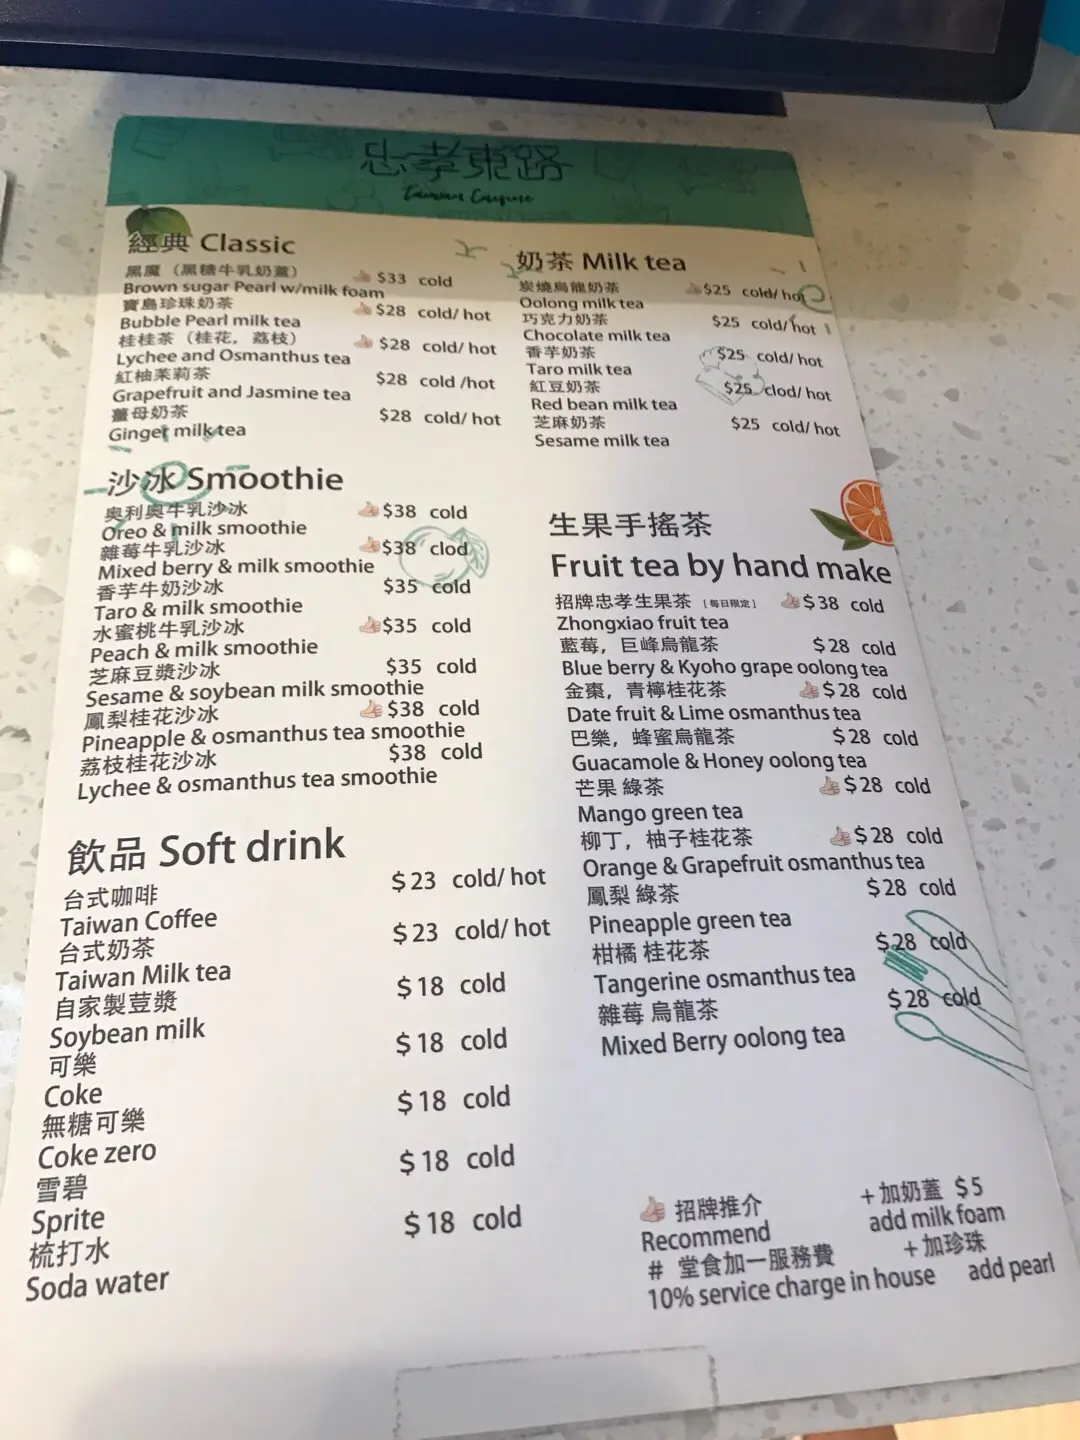 忠孝東路
Taiwan Cuisine
經典 Classic
黑魔（黑糖牛乳奶蓋） $33 cold
Brown sugar Pearl w/milk foam
寶島珍珠奶茶 $28 cold/ hot
Bubble Pearl milk tea
桂桂茶（桂花，荔枝） $28 cold/ hot
Lychee and Osmanthus tea
紅柚茉莉茶 $28 cold /hot
Grapefruit and Jasmine tea
薑母奶茶 $28 cold/ hot
Ginger milk tea
沙冰 Smoothie
奧利奧牛乳沙冰 $38 cold
Oreo & milk smoothie
雜莓牛乳沙冰 $38 clod
Mixed berry & milk smoothie
香芋牛奶沙冰 $35 cold
Taro & milk smoothie
水蜜桃牛乳沙冰 $35 cold
Peach & milk smoothie
芝麻豆漿沙冰 $35 cold
Sesame & soybean milk smoothie
鳳梨桂花沙冰 $38 cold
Pineapple & osmanthus tea smoothie
荔枝桂花沙冰 $38 cold
Lychee & osmanthus tea smoothie
飲品 Soft drink
台式咖啡 $23 cold/ hot
Taiwan Coffee
台式奶茶 $23 cold/ hot
Taiwan Milk tea
自家製荳漿 $18 cold
Soybean milk
可樂 $18 cold
Coke
無糖可樂 $18 cold
Coke zero
雪碧 $18 cold
Sprite
梳打水 $18 cold
Soda water
奶茶 Milk tea
炭燒烏龍奶茶 $25 cold/ hot
Oolong milk tea
巧克力奶茶 $25 cold/ hot
Chocolate milk tea
香芋奶茶 $25 cold/ hot
Taro milk tea
紅豆奶茶 $25 clod/ hot
Red bean milk tea
芝麻奶茶 $25 cold/ hot
Sesame milk tea
生果手搖茶
Fruit tea by hand make
招牌忠孝生果茶［每日限定］ $38 cold
Zhongxiao fruit tea
藍莓，巨峰烏龍茶 $28 cold
Blue berry & Kyoho grape oolong tea
金棗，青檸桂花茶 $28 cold
Date fruit & Lime osmanthus tea
巴樂，蜂蜜烏龍茶 $28 cold
Guacamole & Honey oolong tea
芒果 綠茶 $28 cold
Mango green tea
柳丁，柚子桂花茶 $28 cold
Orange & Grapefruit osmanthus tea
鳳梨 綠茶 $28 cold
Pineapple green tea
柑橘 桂花茶 $28 cold
Tangerine osmanthus tea
雜莓 烏龍茶 $28 cold
Mixed Berry oolong tea
招牌推介
Recommend
# 堂食加一服務費
10% service charge in house
+加奶蓋 $5
add milk foam
+加珍珠
add pearl